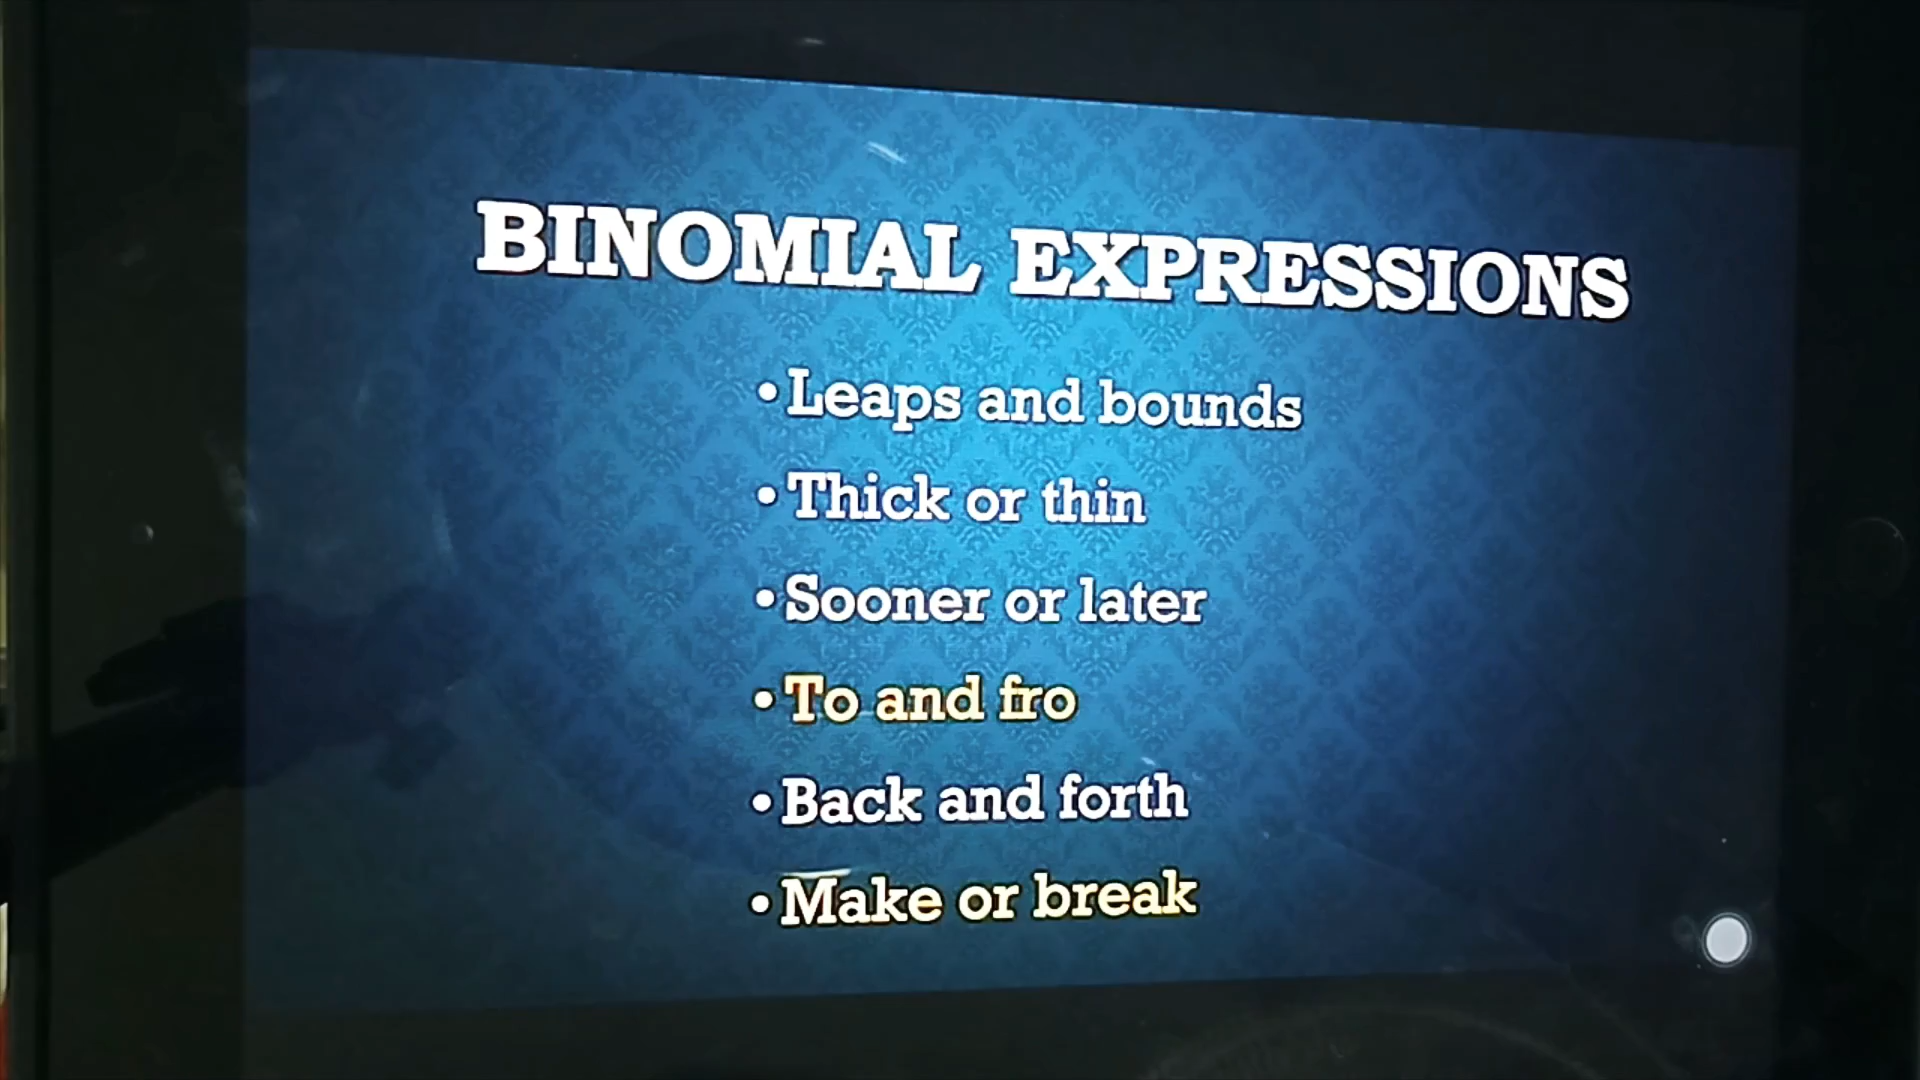 BINOMIAL EXPRESSIONS
• Leaps and bounds
• Thick or thin
• Sooner or later
• To and fro
• Back and forth
• Make or break